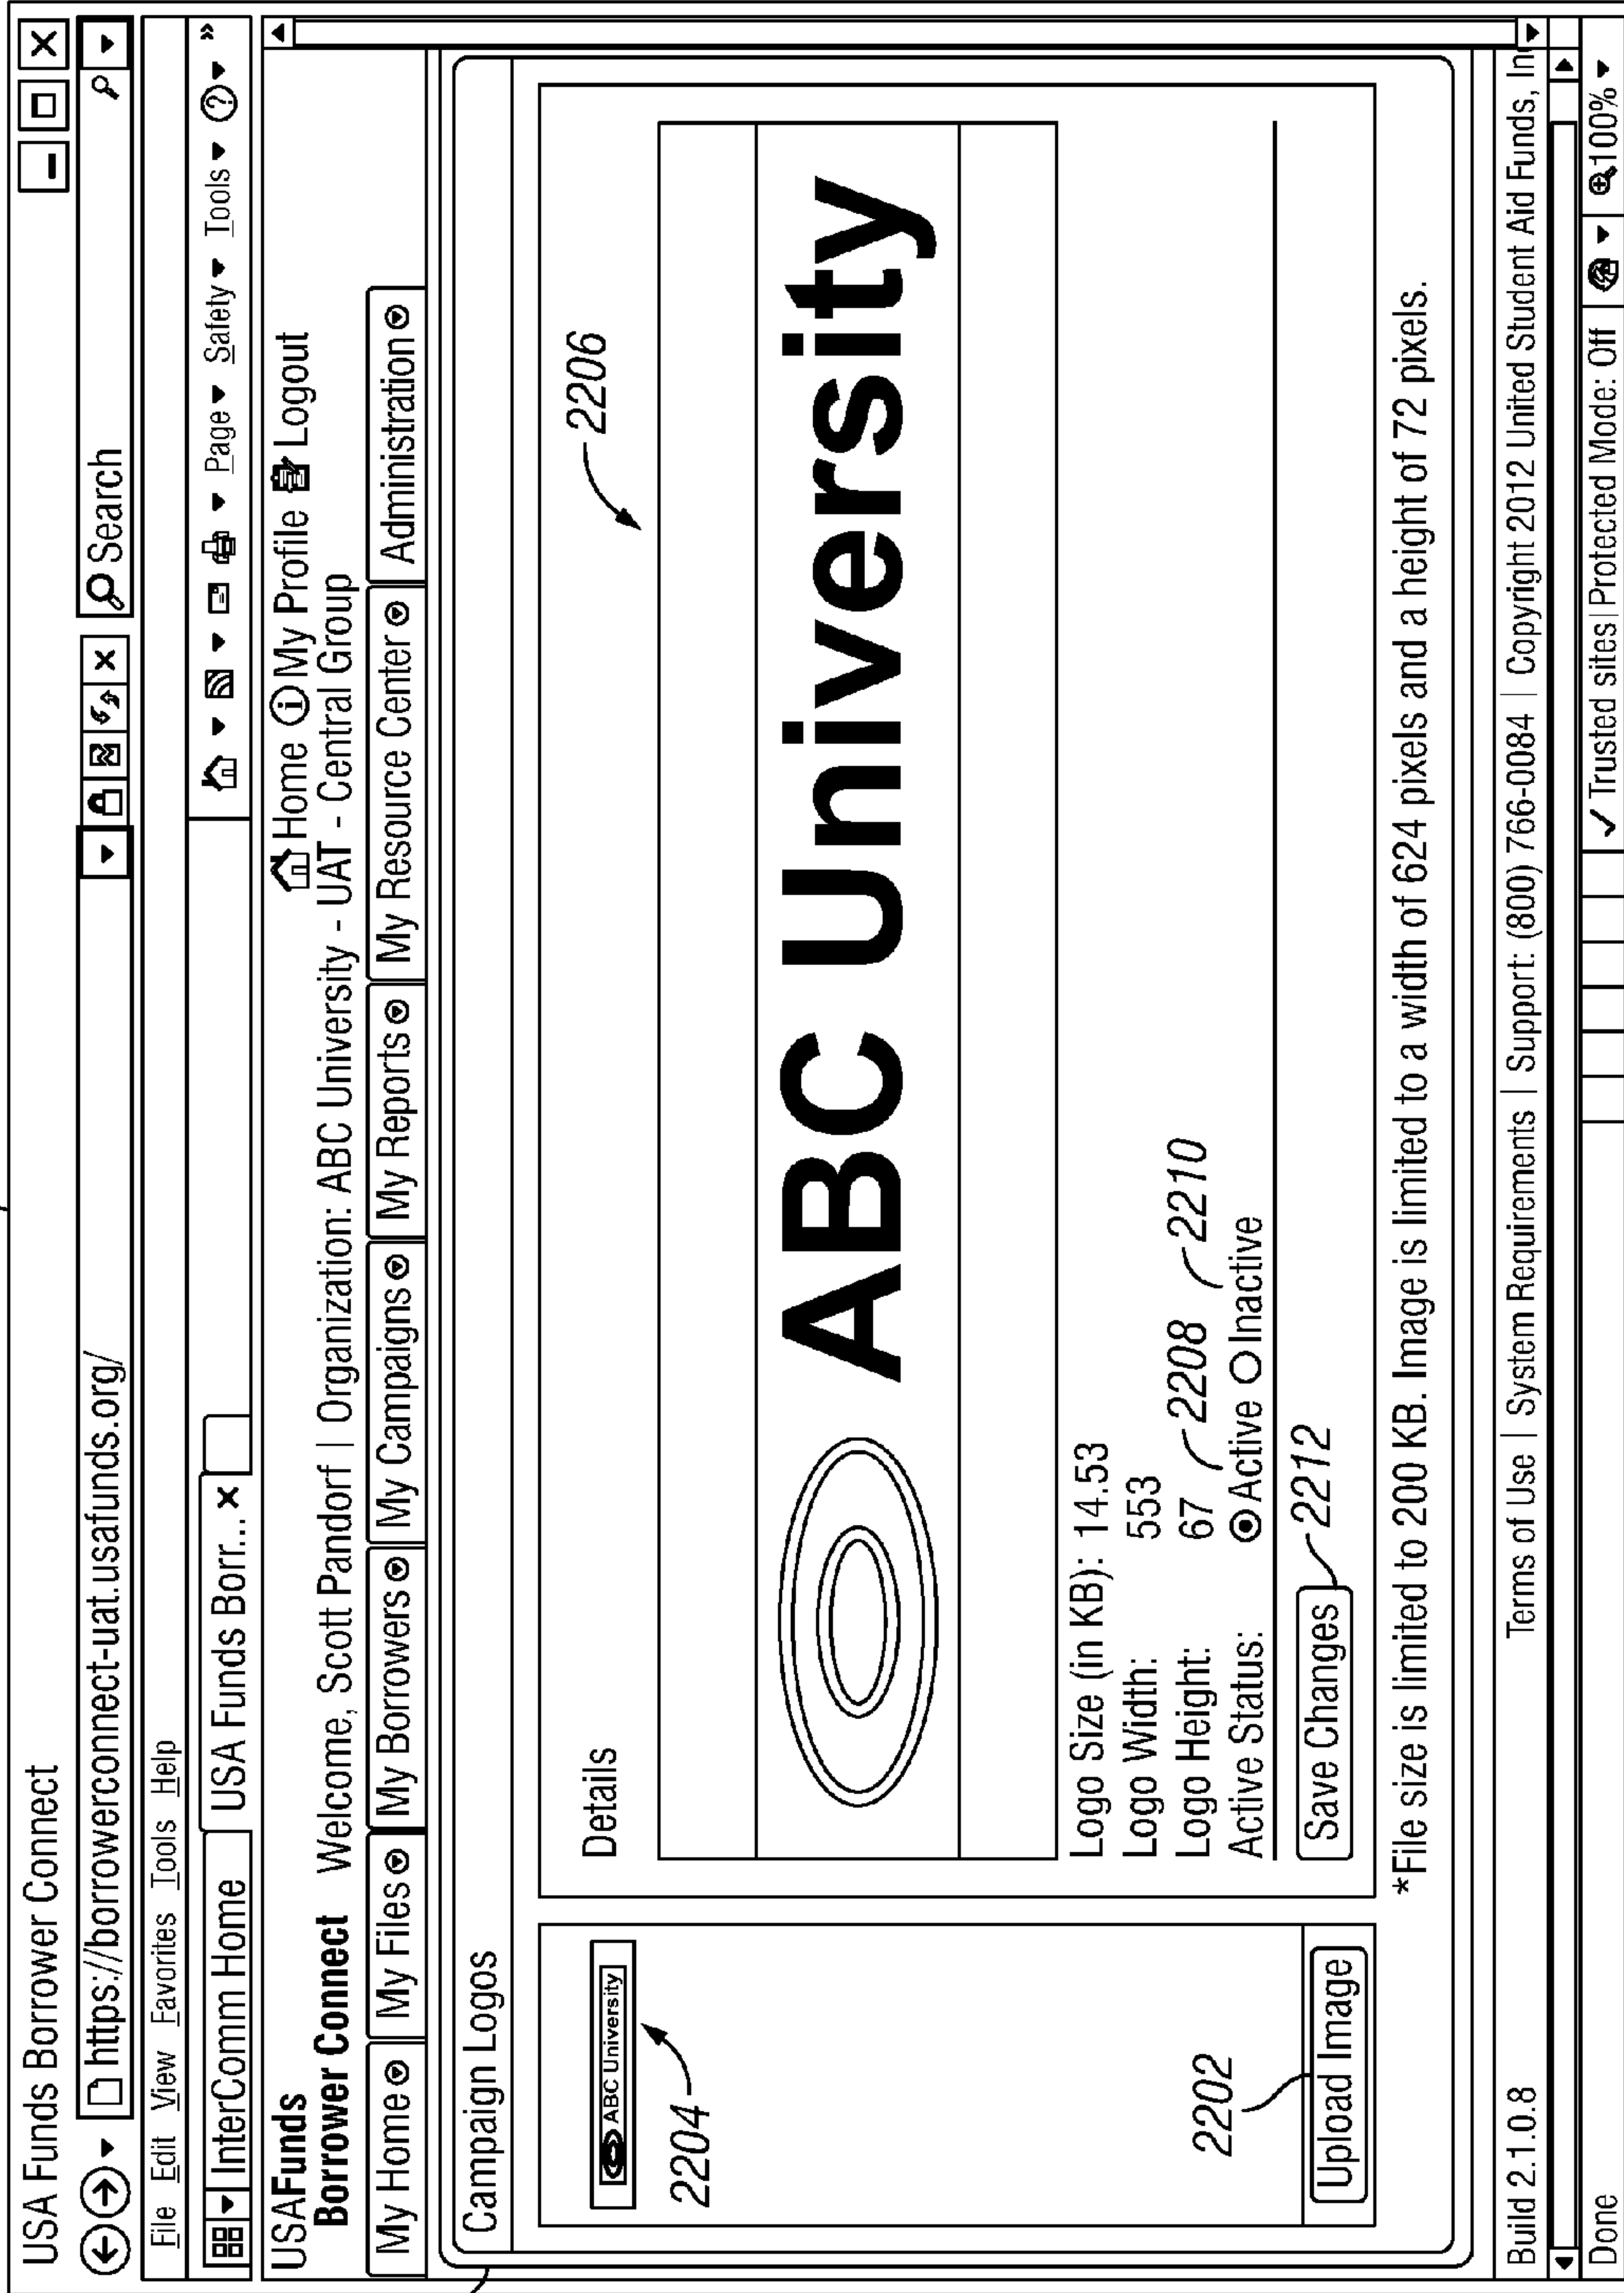 USA Funds Borrower Connect
https://borrowerconnect-uat.usafunds.org/
Search
File Edit View Favorites Tools Help
InterComm Home
USA Funds Borr...
Page Safety Tools
USAFunds
Borrower Connect
Home My Profile Logout
Welcome, Scott Pandorf | Organization: ABC University - UAT - Central Group
My Home My Files My Borrowers My Campaigns My Reports My Resource Center Administration
Campaign Logos
ABC University
2204
2202
Upload Image
Details
2206
ABC University
Logo Size (in KB): 14.53
Logo Width: 553
Logo Height: 67
2208
2210
Active Status: Active Inactive
Save Changes
2212
*File size is limited to 200 KB. Image is limited to a width of 624 pixels and a height of 72 pixels.
Build 2.1.0.8
Terms of Use | System Requirements | Support: (800) 766-0084 | Copyright 2012 United Student Aid Funds, In
Done
Trusted sites | Protected Mode: Off
100%